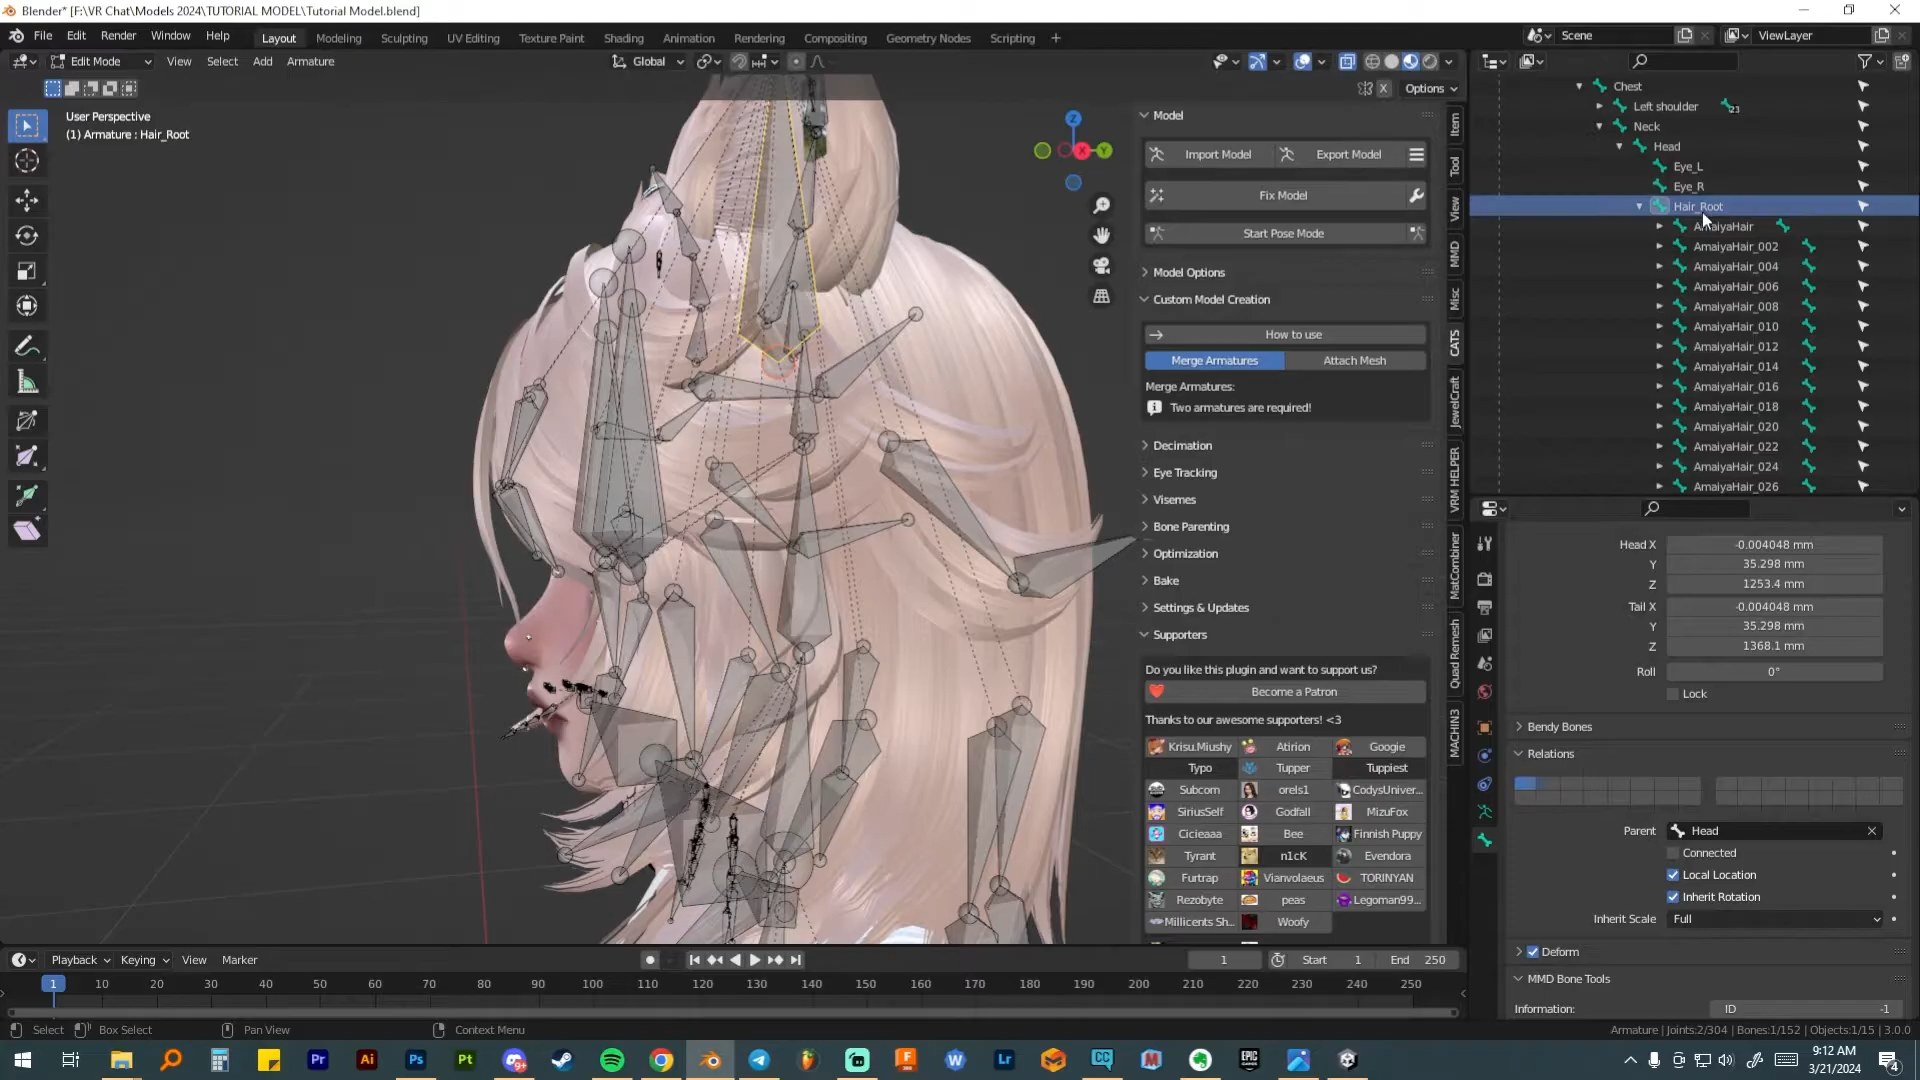 Blender* [F:\VR Chat\Models 2024\TUTORIAL MODEL\Tutorial Model.blend]
File Edit Render Window Help
Layout Modeling Sculpting UV Editing Texture Paint Shading Animation Rendering Compositing Geometry Nodes Scripting +
Scene ViewLayer
Edit Mode View Select Add Armature Global
X Options
User Perspective
(1) Armature : Hair_Root
Z
X Y
Model
Import Model Export Model
Fix Model
Start Pose Mode
Model Options
Custom Model Creation
How to use
Merge Armatures Attach Mesh
Merge Armatures:
Two armatures are required!
Decimation
Eye Tracking
Visemes
Bone Parenting
Optimization
Bake
Settings & Updates
Supporters
Do you like this plugin and want to support us?
Become a Patron
Thanks to our awesome supporters! <3
Krisu.Miushy Atirion Googie
Typo Tupper Tuppiest
Subcom orels1 CodysUniver...
SiriusSelf Godfall MizuFox
Cicieaaa Bee Finnish Puppy
Tyrant n1cK Evendora
Furtrap Vianvolaeus TORINYAN
Rezobyte peas Legoman99...
Millicents Sh... Woofy
Item
Tool
View
MMD
Misc
CATS
JewelCraft
VRM HELPER
MatCombiner
Quad Remesh
MACHIN3
Chest
Left shoulder 23
Neck
Head
Eye_L
Eye_R
Hair_Root
AmaiyaHair
AmaiyaHair_002
AmaiyaHair_004
AmaiyaHair_006
AmaiyaHair_008
AmaiyaHair_010
AmaiyaHair_012
AmaiyaHair_014
AmaiyaHair_016
AmaiyaHair_018
AmaiyaHair_020
AmaiyaHair_022
AmaiyaHair_024
AmaiyaHair_026
Head X -0.004048 mm
Y 35.298 mm
Z 1253.4 mm
Tail X -0.004048 mm
Y 35.298 mm
Z 1368.1 mm
Roll 0°
Lock
Bendy Bones
Relations
Parent Head
Connected
Local Location
Inherit Rotation
Inherit Scale Full
Deform
MMD Bone Tools
Information: ID -1
Playback Keying View Marker 1 Start 1 End 250
1 10 20 30 40 50 60 70 80 90 100 110 120 130 140 150 160 170 180 190 200 210 220 230 240 250
Select Box Select Pan View Context Menu
Armature | Joints:2/304 | Bones:1/152 | Objects:1/15 | 3.0.0
Pr Ai Ps Pt 9+ F W Lr CC M EPIC GAMES
9:12 AM
3/21/2024
4